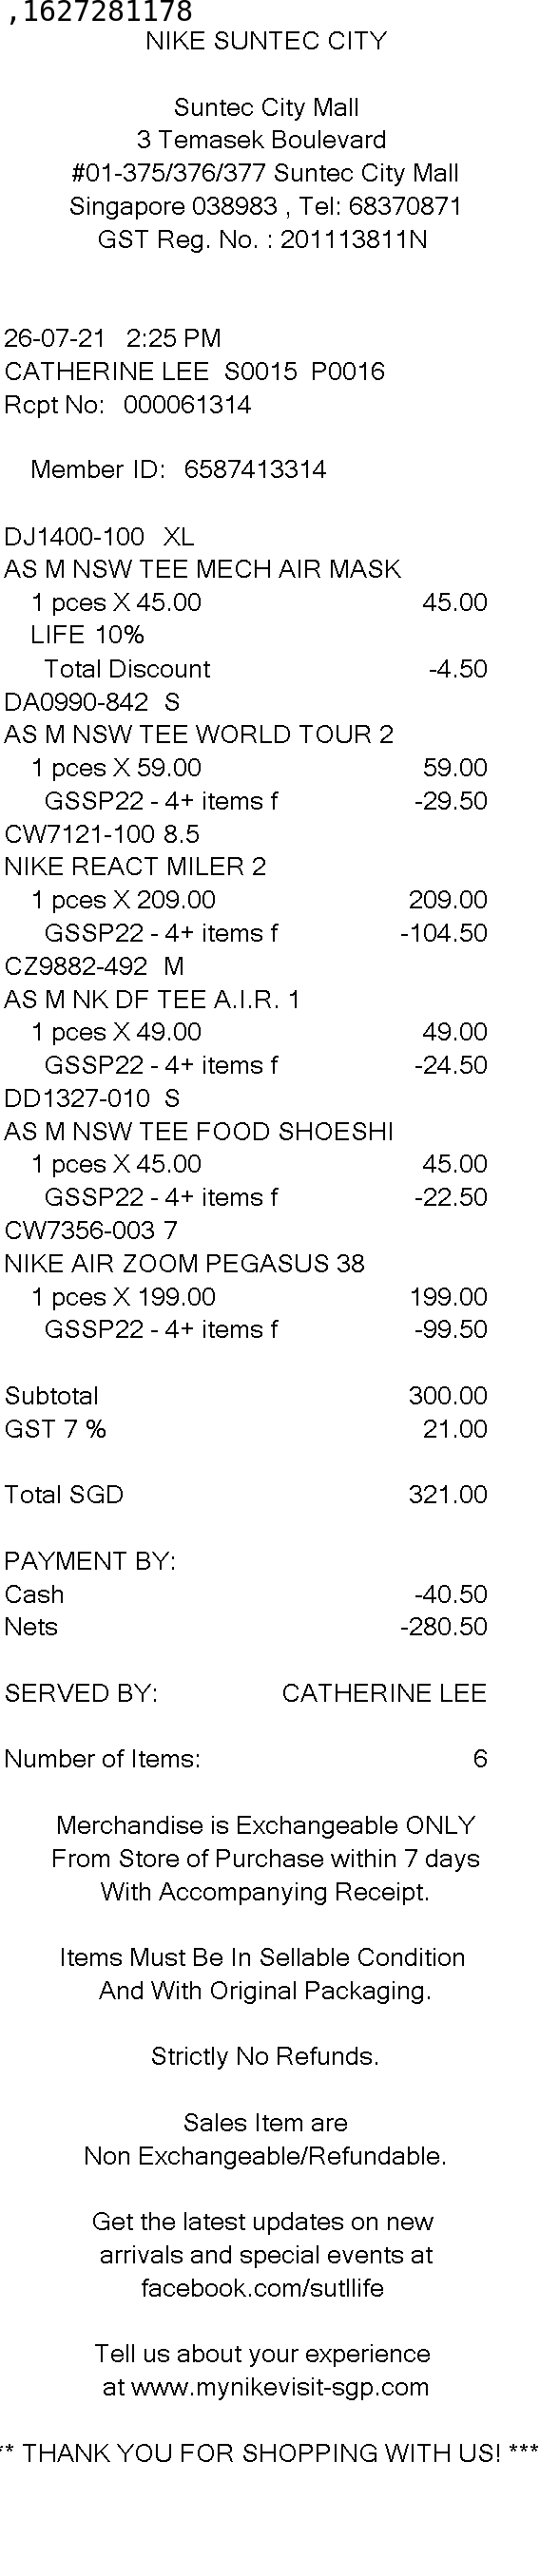 ,1627281178
NIKE SUNTEC CITY
Suntec City Mall
3 Temasek Boulevard
#01-375/376/377 Suntec City Mall
Singapore 038983 , Tel: 68370871
GST Reg. No. : 201113811N
26-07-21 2:25 PM
CATHERINE LEE S0015 P0016
Rcpt No: 000061314
Member ID: 6587413314
DJ1400-100 XL
AS M NSW TEE MECH AIR MASK
1 pces X 45.00 45.00
LIFE 10%
Total Discount -4.50
DA0990-842 S
AS M NSW TEE WORLD TOUR 2
1 pces X 59.00 59.00
GSSP22 - 4+ items f -29.50
CW7121-100 8.5
NIKE REACT MILER 2
1 pces X 209.00 209.00
GSSP22 - 4+ items f -104.50
CZ9882-492 M
AS M NK DF TEE A.I.R. 1
1 pces X 49.00 49.00
GSSP22 - 4+ items f -24.50
DD1327-010 S
AS M NSW TEE FOOD SHOESHI
1 pces X 45.00 45.00
GSSP22 - 4+ items f -22.50
CW7356-003 7
NIKE AIR ZOOM PEGASUS 38
1 pces X 199.00 199.00
GSSP22 - 4+ items f -99.50
Subtotal 300.00
GST 7 % 21.00
Total SGD 321.00
PAYMENT BY:
Cash -40.50
Nets -280.50
SERVED BY: CATHERINE LEE
Number of Items: 6
Merchandise is Exchangeable ONLY
From Store of Purchase within 7 days
With Accompanying Receipt.
Items Must Be In Sellable Condition
And With Original Packaging.
Strictly No Refunds.
Sales Item are
Non Exchangeable/Refundable.
Get the latest updates on new
arrivals and special events at
facebook.com/sutllife
Tell us about your experience
at www.mynikevisit-sgp.com
** THANK YOU FOR SHOPPING WITH US! ***